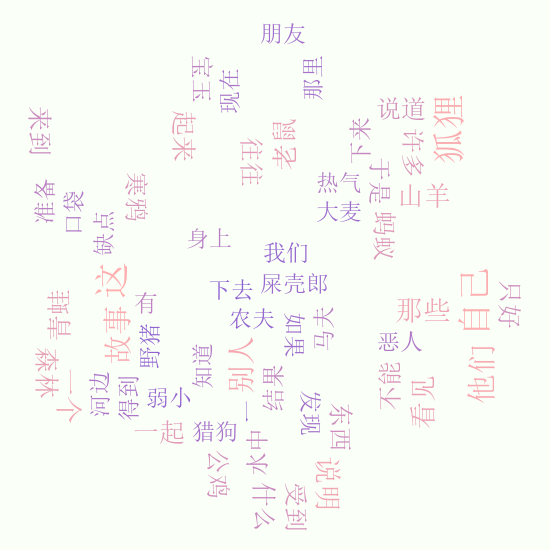 朋友
宝玉
现在
那里
来到
起来
往往
老鼠
下来
说道
许多
狐狸
热气
于是
山羊
大麦
蚂蚁
准备
口袋
寒鸦
缺点
身上
我们
这
下去
屎壳郎
有
农夫
如果
马夫
那些
自己
只好
青蛙
故事
野猪
恶人
森林
一个
河边
得到
弱小
知道
别人
结果
发现
不能
看见
他们
一起
猎狗
一
水中
东西
公鸡
什么
受到
说明